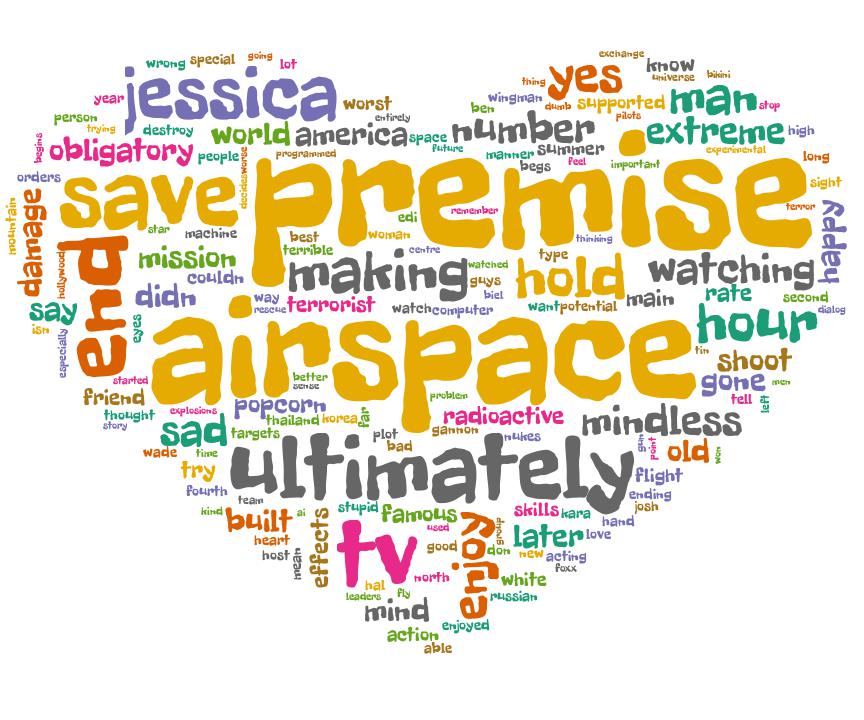 going
exchange
wrong special lot
know
thing
universe bikini
year jessica worst
yes
wingman
dumb supported man stop
person
entirely
ben
pilots
trying destroy
world america space number extreme high
begins obligatory people
future
summer
manner
experimental
decides worse
programmed
begs feel
important
long
orders save premise
sight
mountain damage
edi remember
terror
star machine best woman
thinking
happy
end
hollywood mission terrible
centre
making watched
type
hold watching
couldn
guys
say didn way terrorist
biel
want potential main rate second
rescue
watch computer
dialog
isn
eyes
airspace hour
especially
tin shoot
started
better
sense
gone men
friend
problem
tell left
thought explosions popcorn
story
thailand korea far
radioactive mindless
sad targets
plot gannon nukes
gun point old won
wade time
bad
try ultimately flight
fourth
team
ending
kind built ai effects stupid famous
used
skills kara josh
hand
heart
tv
enjoy group later love
host mean
good
don new acting
foxx
hal north white
leaders fly
russian
mind
action enjoyed
able